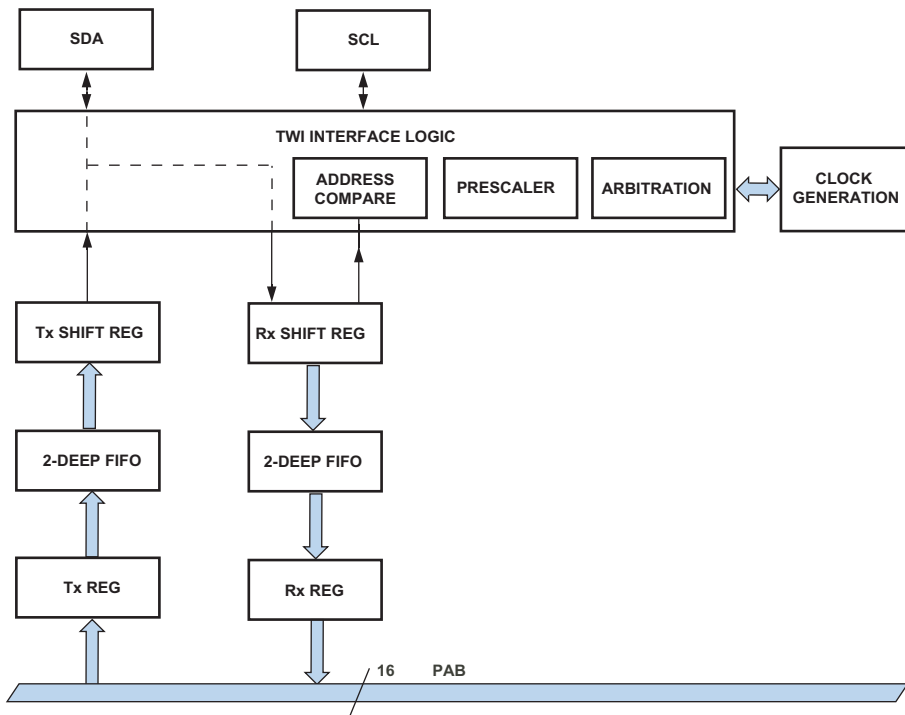 SDA
SCL
TWI INTERFACE LOGIC
ADDRESS
COMPARE
PRESCALER
ARBITRATION
CLOCK
GENERATION
Tx SHIFT REG
Rx SHIFT REG
2-DEEP FIFO
2-DEEP FIFO
Tx REG
Rx REG
16 PAB